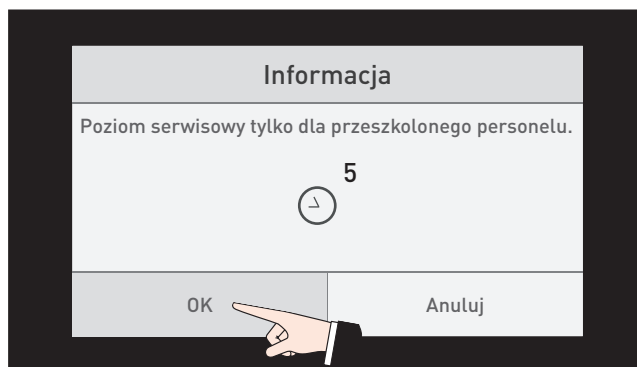 Informacja
Poziom serwisowy tylko dla przeszkolonego personelu.
5
OK
Anuluj